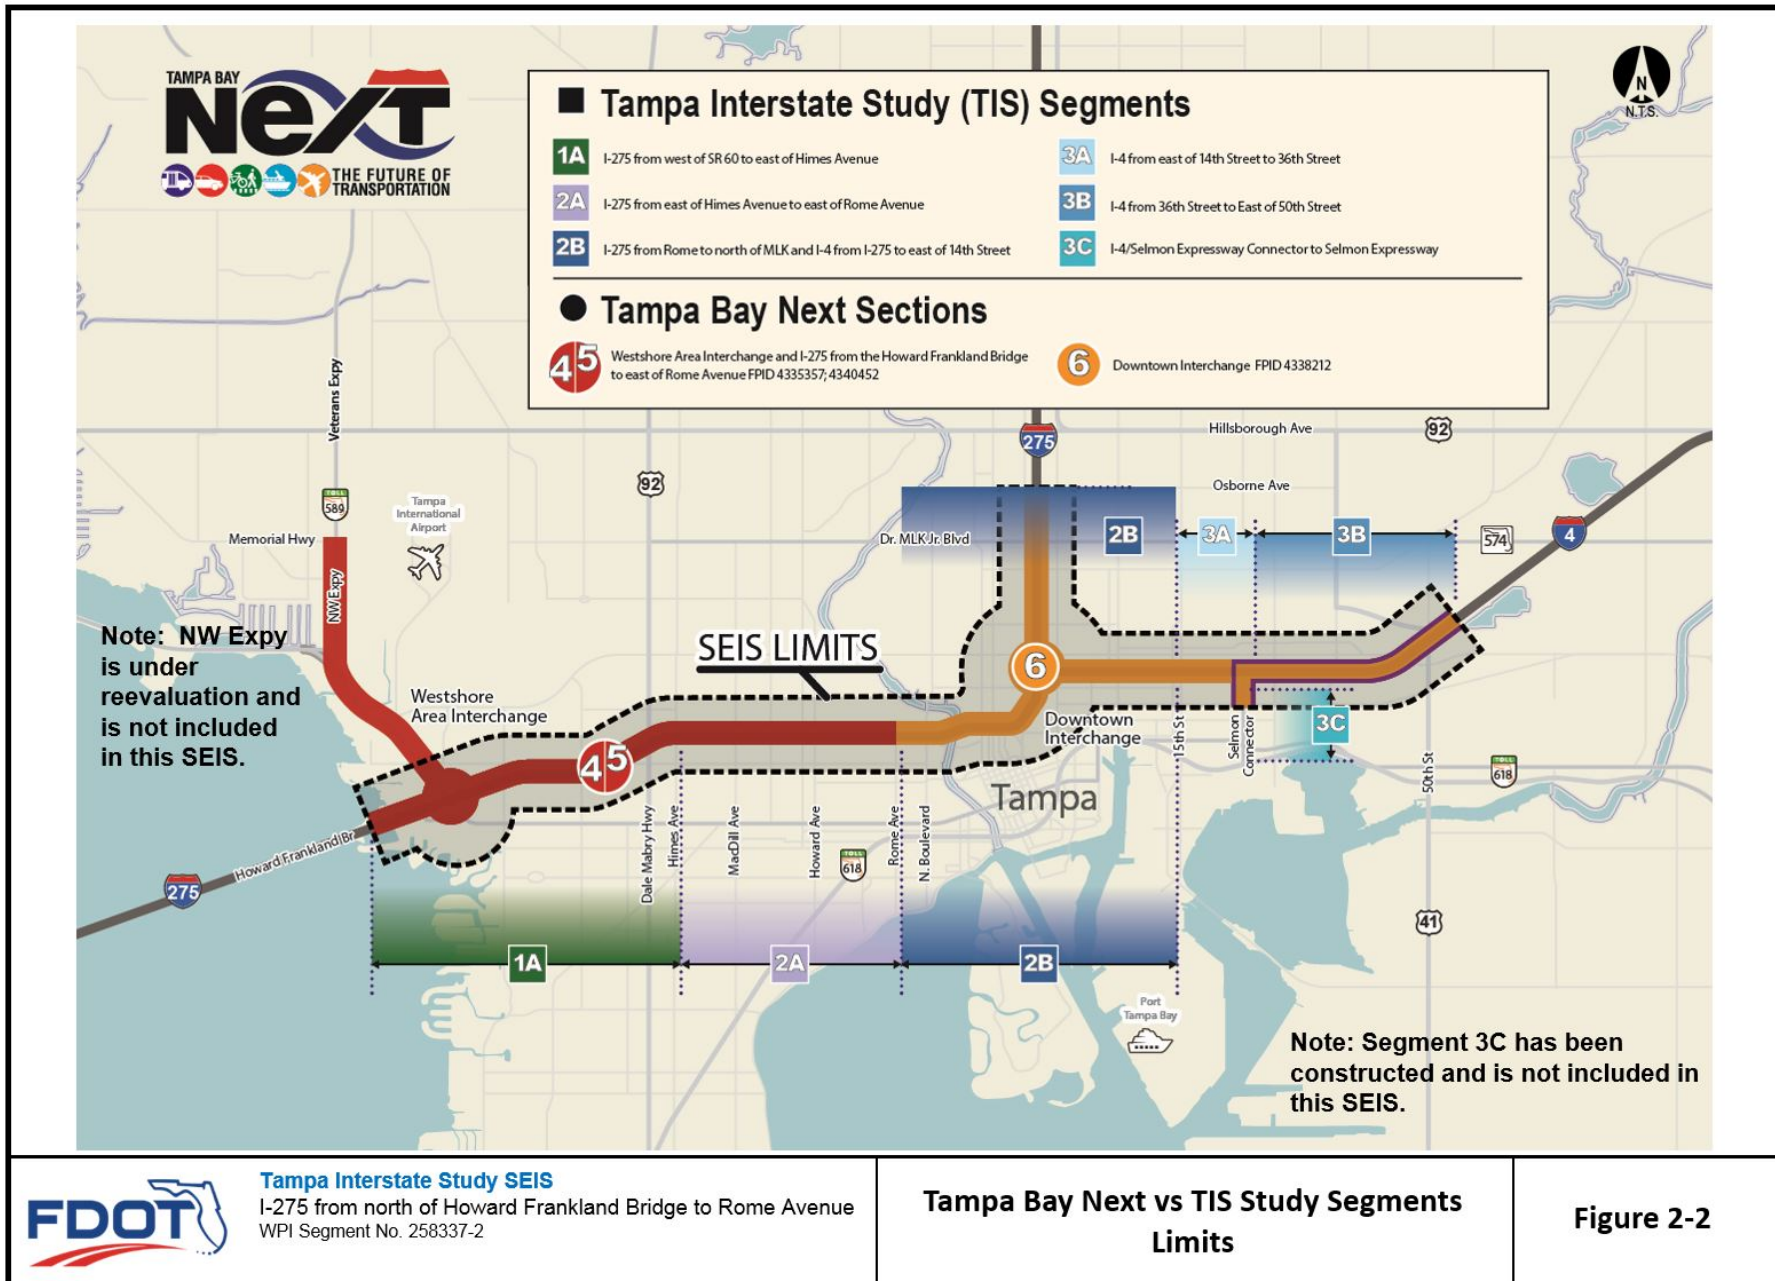 TAMPA BAY
NeXT
THE FUTURE OF
TRANSPORTATION
Tampa Interstate Study (TIS) Segments
1A I-275 from west of SR 60 to east of Himes Avenue
2A I-275 from east of Himes Avenue to east of Rome Avenue
2B I-275 from Rome to north of MLK and I-4 from I-275 to east of 14th Street
3A I-4 from east of 14th Street to 36th Street
3B I-4 from 36th Street to East of 50th Street
3C I-4/Selmon Expressway Connector to Selmon Expressway
Tampa Bay Next Sections
4 5 Westshore Area Interchange and I-275 from the Howard Frankland Bridge
to east of Rome Avenue FPID 4335357; 4340452
6 Downtown Interchange FPID 4338212
N
N.T.S.
Veterans Expy
275
Hillsborough Ave
92
92
Osborne Ave
TOLL
589
Tampa
International
Airport
Memorial Hwy
Dr. MLK Jr. Blvd
2B
3A
3B
574
4
NW Expy
Note: NW Expy
is under
reevaluation and
is not included
in this SEIS.
SEIS LIMITS
6
Westshore
Area Interchange
4 5
Downtown
Interchange
15th St
Selmon
Connector
3C
50th St
TOLL
618
Tampa
Howard Frankland Br
275
Dale Mabry Hwy
Himes Ave
MacDill Ave
Howard Ave
TOLL
618
Rome Ave
N. Boulevard
41
1A
2A
2B
Port
Tampa Bay
Note: Segment 3C has been
constructed and is not included in
this SEIS.
FDOT
Tampa Interstate Study SEIS
I-275 from north of Howard Frankland Bridge to Rome Avenue
WPI Segment No. 258337-2
Tampa Bay Next vs TIS Study Segments
Limits
Figure 2-2